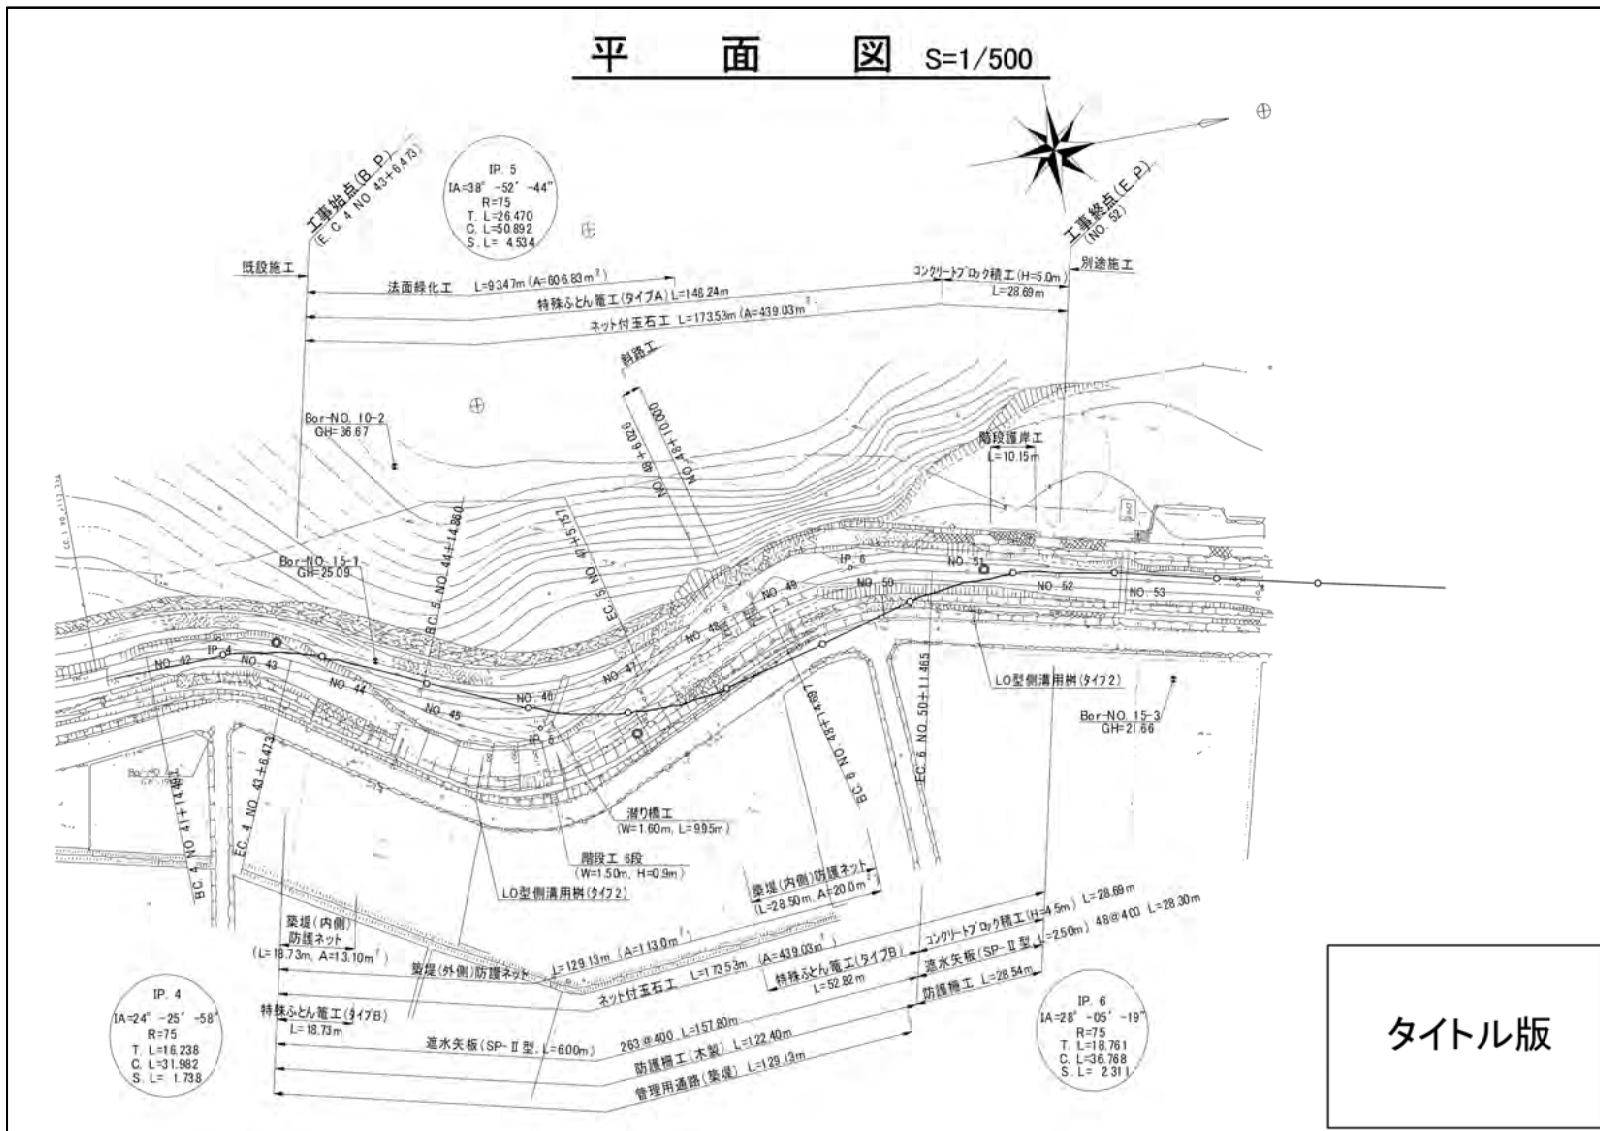 平 面 図 S=1/500
工事始点(B.P)
(E.C.4 NO.43+6.473)
IP. 5
IA=38°-52′-44″
R=75
T. L=26.470
C. L=50.892
S. L= 4.534
工事終点(E.P)
(NO. 52)
既設施工
別途施工
法面緑化工 L=93.47m (A=606.83m²)
特殊ふとん篭工(タイプA) L=148.24m
コンクリートブロック積工(H=5.0m)
L=28.69m
ネット付玉石工 L=173.53m (A=439.03m²)
斜路工
NO. 48+6.026
NO. 48+10.000
Bor-NO. 10-2
GH=36.67
階段護岸工
L=10.15m
Bor-NO. 15-1
GH=25.09
BC. 5 NO. 44+14.860
EC. 5 NO. 47+5.751
IP. 4
NO. 42
NO. 43
NO. 44
NO. 45
NO. 46
NO. 47
NO. 48
NO. 49
NO. 50
NO. 51
NO. 52
NO. 53
IP. 6
IP. 5
BC. 4 NO. 41+14.491
EC. 4 NO. 43+6.473
BC. 6 NO. 48+14.697
EC. 6 NO. 50+11.465
LO型側溝用桝(タイプ2)
Bor-NO. 15-3
GH=21.66
潜り橋工
(W=1.60m, L=9.95m)
階段工 6段
(W=1.50m, H=0.9m)
LO型側溝用桝(タイプ2)
築堤(内側)防護ネット
(L=28.50m, A=20.0m²)
築堤(内側)
防護ネット
(L=18.73m, A=13.10m²)
築堤(外側)防護ネット L=129.13m (A=113.0m²)
ネット付玉石工 L=173.53m (A=439.03m²)
特殊ふとん篭工(タイプB)
L=52.82m
コンクリートブロック積工(H=4.5m) L=28.69m
遮水矢板(SP-Ⅱ型, L=2.50m) 48@400 L=28.30m
防護柵工 L=28.54m
特殊ふとん篭工(タイプB)
L=18.73m
遮水矢板(SP-Ⅱ型, L=6.00m) 263@400 L=157.80m
防護柵工(木製) L=122.40m
管理用通路(築堤) L=129.13m
IP. 4
IA=24°-25′-58″
R=75
T. L=16.238
C. L=31.982
S. L= 1.738
IP. 6
IA=28°-05′-19″
R=75
T. L=18.761
C. L=36.768
S. L= 2.311
タイトル版